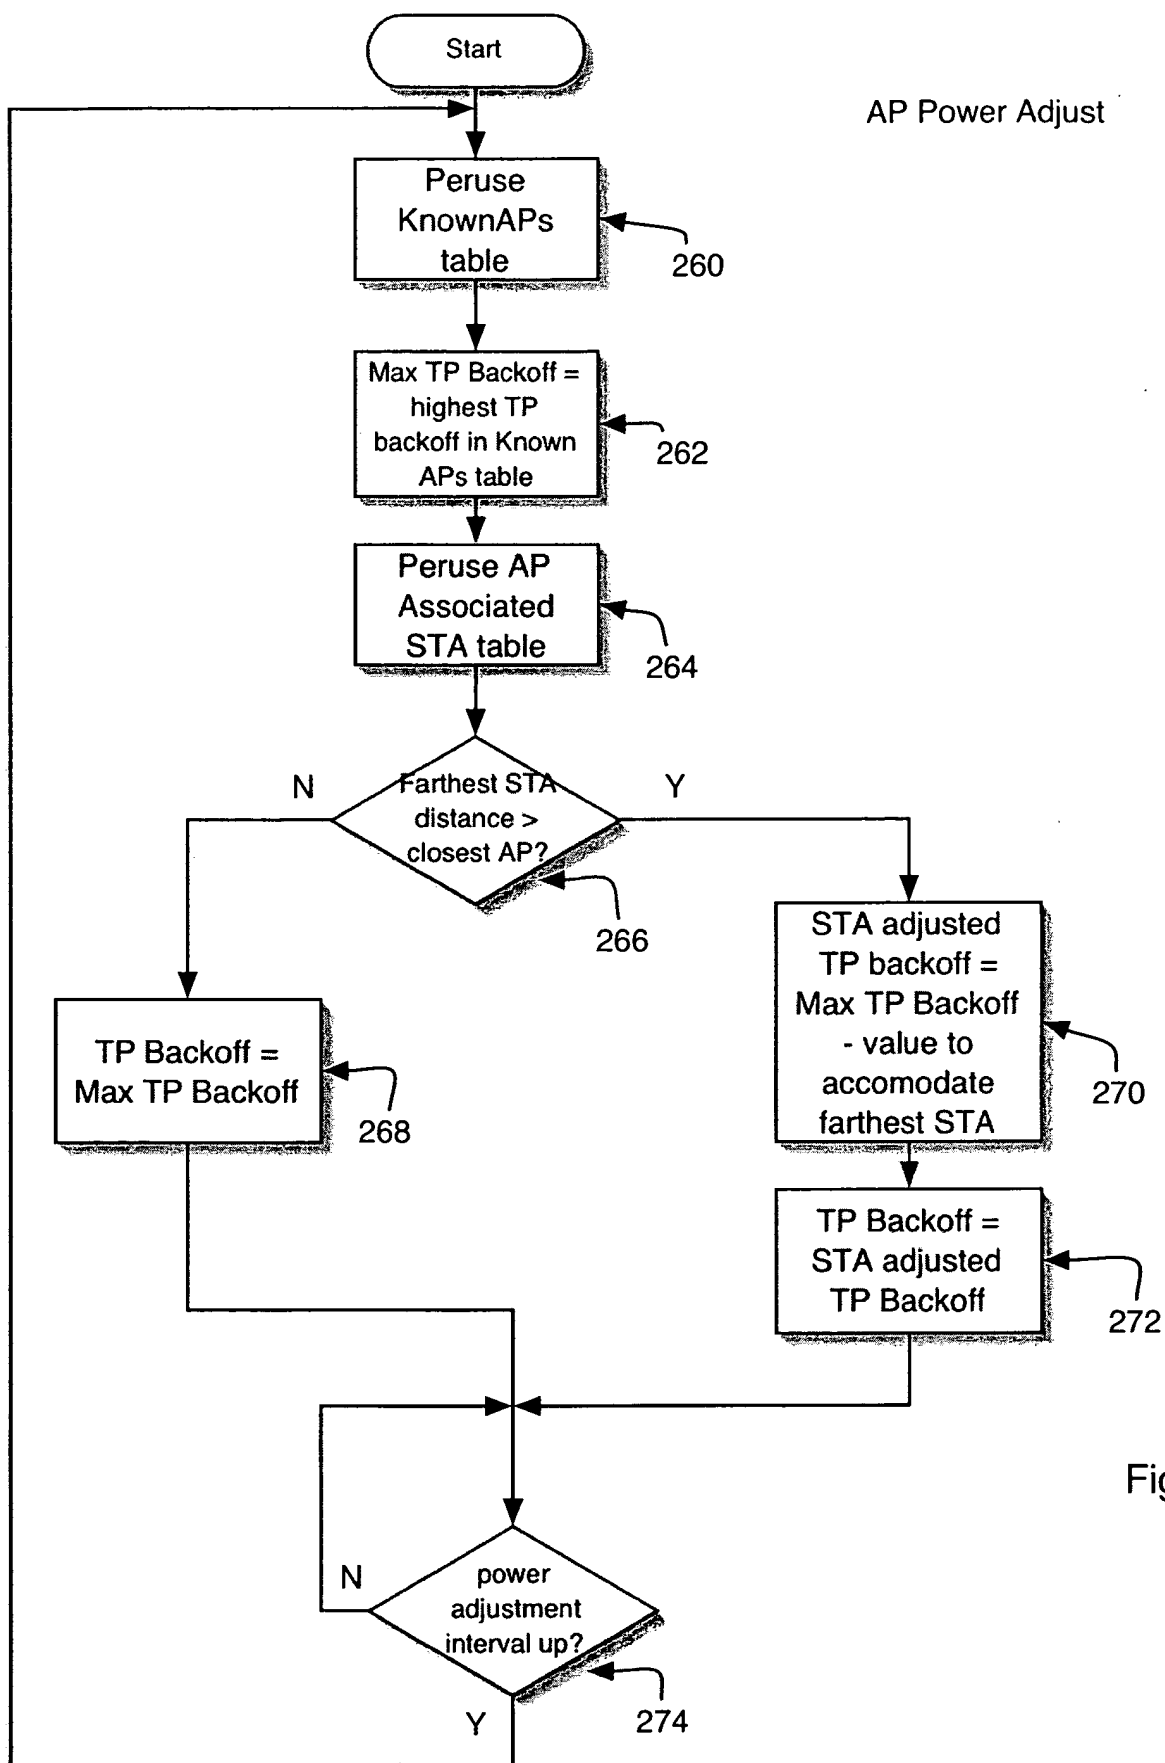 Start
AP Power Adjust
Peruse
KnownAPs
table
260
Max TP Backoff =
highest TP
backoff in Known
APs table
262
Peruse AP
Associated
STA table
264
N
Farthest STA
distance >
closest AP?
Y
266
STA adjusted
TP backoff =
Max TP Backoff
- value to
accomodate
farthest STA
270
TP Backoff =
Max TP Backoff
268
TP Backoff =
STA adjusted
TP Backoff
272
N
power
adjustment
interval up?
274
Y